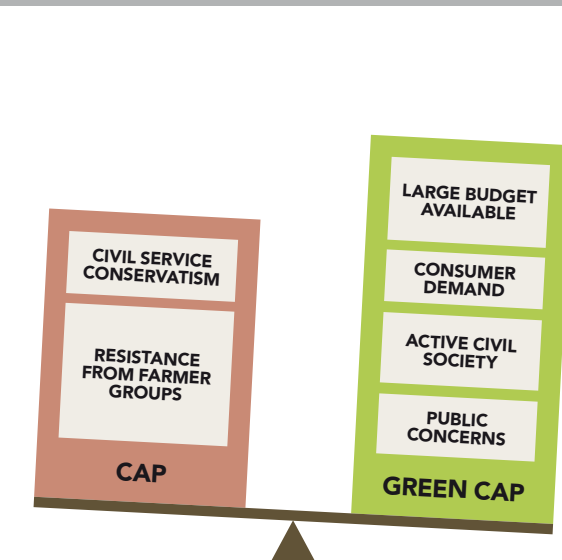 CIVIL SERVICE
CONSERVATISM
RESISTANCE
FROM FARMER
GROUPS
CAP
LARGE BUDGET
AVAILABLE
CONSUMER
DEMAND
ACTIVE CIVIL
SOCIETY
PUBLIC
CONCERNS
GREEN CAP